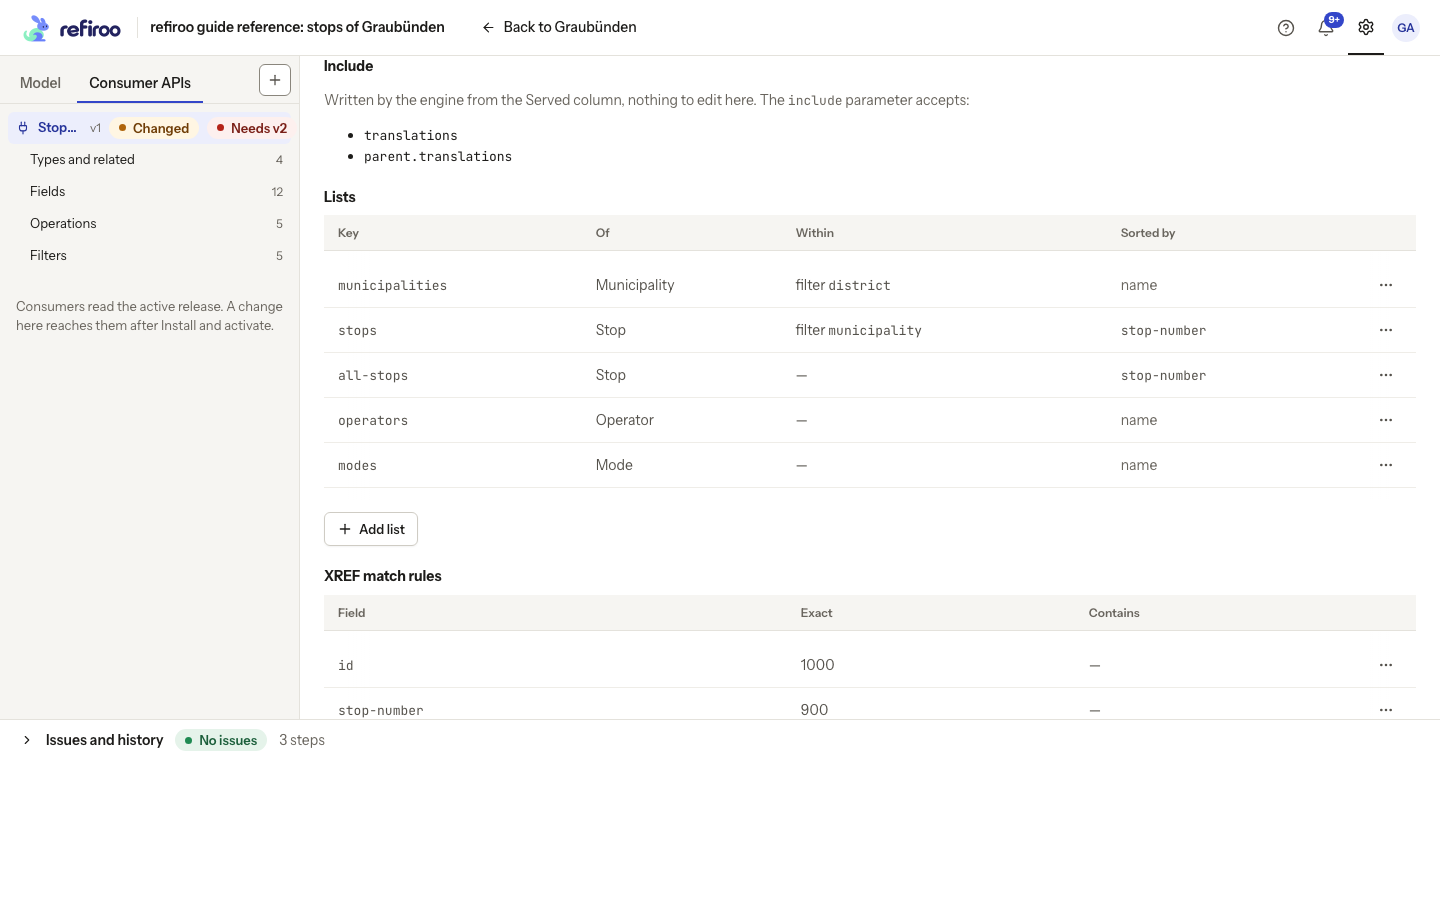 refiroo
refiroo guide reference: stops of Graubünden
Back to Graubünden
9+
GA
Model
Consumer APIs
Stop... v1 Changed Needs v2
Types and related 4
Fields 12
Operations 5
Filters 5
Consumers read the active release. A change
here reaches them after Install and activate.
Include
Written by the engine from the Served column, nothing to edit here. The include parameter accepts:
translations
parent.translations
Lists
Key Of Within Sorted by
municipalities Municipality filter district name
stops Stop filter municipality stop-number
all-stops Stop — stop-number
operators Operator — name
modes Mode — name
Add list
XREF match rules
Field Exact Contains
id 1000 —
stop-number 900 —
Issues and history No issues 3 steps